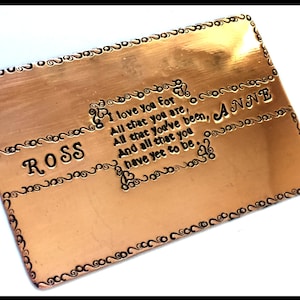 I love you For
All that you are,
All that you've been,
And all that you
have yet to be
ROSS
ANNE